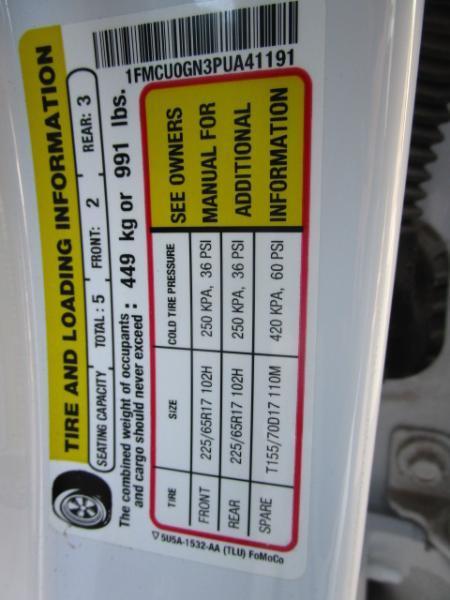 TIRE AND LOADING INFORMATION
SEATING CAPACITY TOTAL : 5 FRONT: 2 REAR: 3
The combined weight of occupants
and cargo should never exceed : 449 kg or 991 lbs.
1FMCU0GN3PUA41191
TIRE SIZE COLD TIRE PRESSURE
FRONT 225/65R17 102H 250 KPA, 36 PSI
REAR 225/65R17 102H 250 KPA, 36 PSI
SPARE T155/70D17 110M 420 KPA, 60 PSI
SEE OWNERS
MANUAL FOR
ADDITIONAL
INFORMATION
▽ 5U5A-1532-AA (TLU) FoMoCo